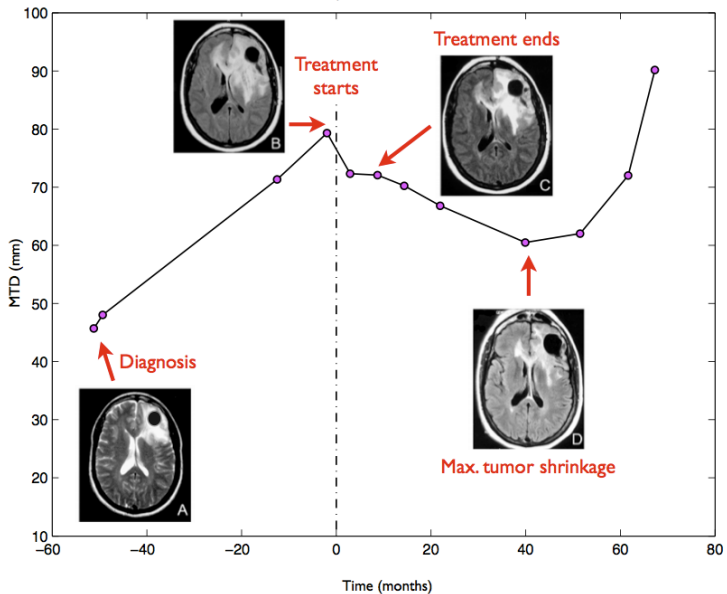 100
90
80
70
60
50
40
30
20
10
MTD (mm)
−60
−40
−20
0
20
40
60
80
Time (months)
Treatment
starts
Treatment ends
Diagnosis
Max. tumor shrinkage
A
B
C
D